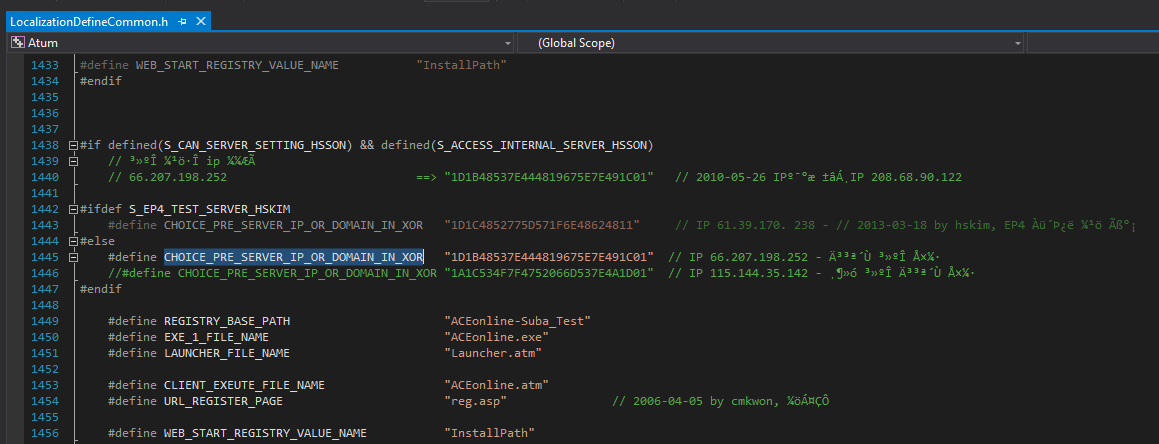 LocalizationDefineCommon.h
Atum (Global Scope)
1433 #define WEB_START_REGISTRY_VALUE_NAME "InstallPath"
1434 #endif
1435
1436
1437
1438 #if defined(S_CAN_SERVER_SETTING_HSSON) && defined(S_ACCESS_INTERNAL_SERVER_HSSON)
1439 // ³»ºÎ ¼¹ö·Î ip ¼¼ÆÃ
1440 // 66.207.198.252 ==> "1D1B48537E444819675E7E491C01" // 2010-05-26 IPº¯°æ ±âÁ¸IP 208.68.90.122
1441
1442 #ifdef S_EP4_TEST_SERVER_HSKIM
1443 #define CHOICE_PRE_SERVER_IP_OR_DOMAIN_IN_XOR "1D1C4852775D571F6E48624811" // IP 61.39.170. 238 - // 2013-03-18 by hskim, EP4
1444 #else
1445 #define CHOICE_PRE_SERVER_IP_OR_DOMAIN_IN_XOR "1D1B48537E444819675E7E491C01" // IP 66.207.198.252 - Ä³³ª´Ù ³»ºÎ Å×¼·
1446 //#define CHOICE_PRE_SERVER_IP_OR_DOMAIN_IN_XOR "1A1C534F7F4752066D537E4A1D01" // IP 115.144.35.142 - ¸¶»ó ³»ºÎ Ä³³ª´Ù Å×¼·
1447 #endif
1448
1449 #define REGISTRY_BASE_PATH "ACEonline-Suba_Test"
1450 #define EXE_1_FILE_NAME "ACEonline.exe"
1451 #define LAUNCHER_FILE_NAME "Launcher.atm"
1452
1453 #define CLIENT_EXEUTE_FILE_NAME "ACEonline.atm"
1454 #define URL_REGISTER_PAGE "reg.asp" // 2006-04-05 by cmkwon, ¼öÁ¤ÇÔ
1455
1456 #define WEB_START_REGISTRY_VALUE_NAME "InstallPath"